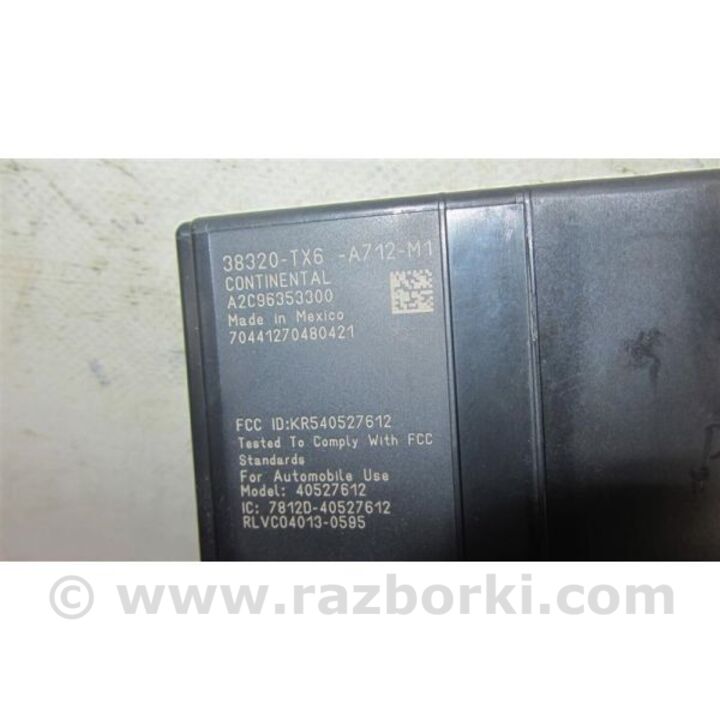 38320-TX6 -A712-M1
CONTINENTAL
A2C96353300
Made in Mexico
70441270480421
FCC ID:KR540527612
Tested To Comply With FCC
Standards
For Automobile Use
Model: 40527612
IC: 7812D-40527612
RLVC04013-0595
© www.razborki.com